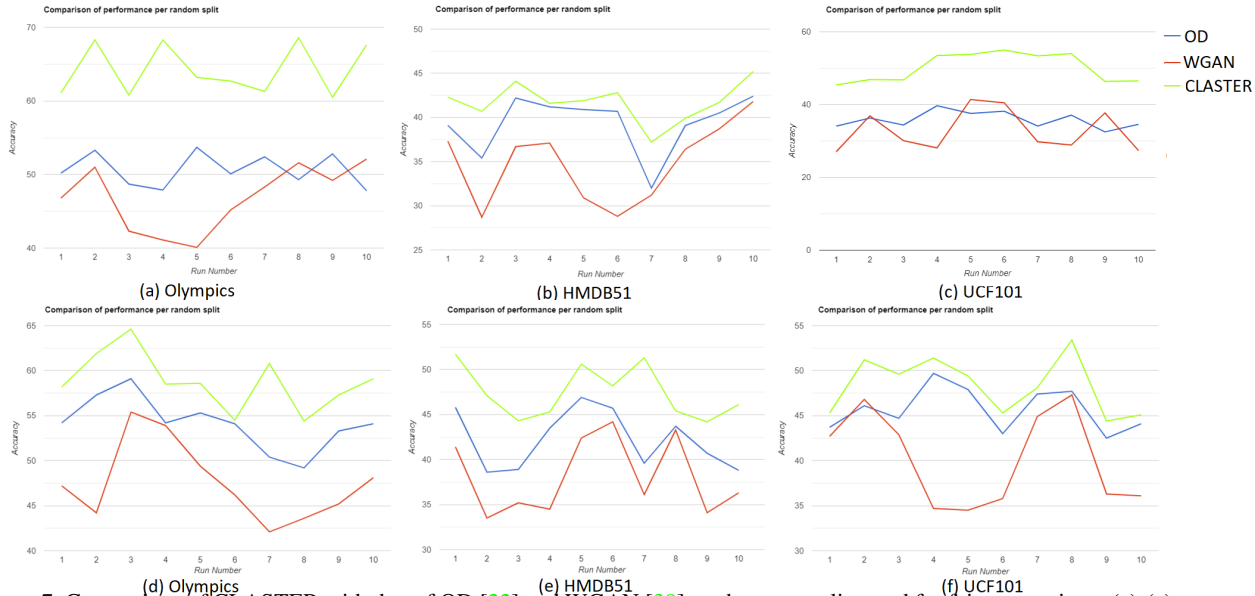 Comparison of performance per random split
70
60
50
40
Accuracy
1 2 3 4 5 6 7 8 9 10
Run Number
(a) Olympics
Comparison of performance per random split
50
45
40
35
30
25
Accuracy
1 2 3 4 5 6 7 8 9 10
Run Number
(b) HMDB51
Comparison of performance per random split
60
40
20
0
Accuracy
1 2 3 4 5 6 7 8 9 10
Run Number
(c) UCF101
OD
WGAN
CLASTER
Comparison of performance per random split
65
60
55
50
45
40
Accuracy
1 2 3 4 5 6 7 8 9 10
Run Number
(d) Olympics
Comparison of performance per random split
55
50
45
40
35
30
Accuracy
1 2 3 4 5 6 7 8 9 10
Run Number
(e) HMDB51
Comparison of performance per random split
55
50
45
40
35
30
Accuracy
1 2 3 4 5 6 7 8 9 10
Run Number
(f) UCF101